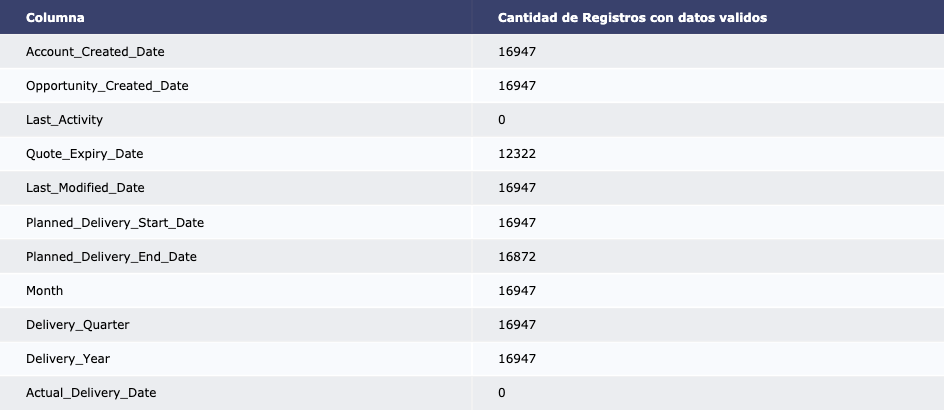 Columna Cantidad de Registros con datos validos
Account_Created_Date 16947
Opportunity_Created_Date 16947
Last_Activity 0
Quote_Expiry_Date 12322
Last_Modified_Date 16947
Planned_Delivery_Start_Date 16947
Planned_Delivery_End_Date 16872
Month 16947
Delivery_Quarter 16947
Delivery_Year 16947
Actual_Delivery_Date 0